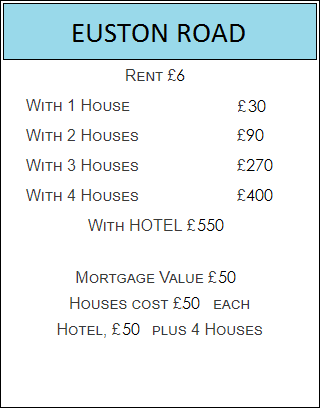 EUSTON ROAD
Rent £6
With 1 House £30
With 2 Houses £90
With 3 Houses £270
With 4 Houses £400
With HOTEL £550
Mortgage Value £50
Houses cost £50 each
Hotel, £50 plus 4 Houses